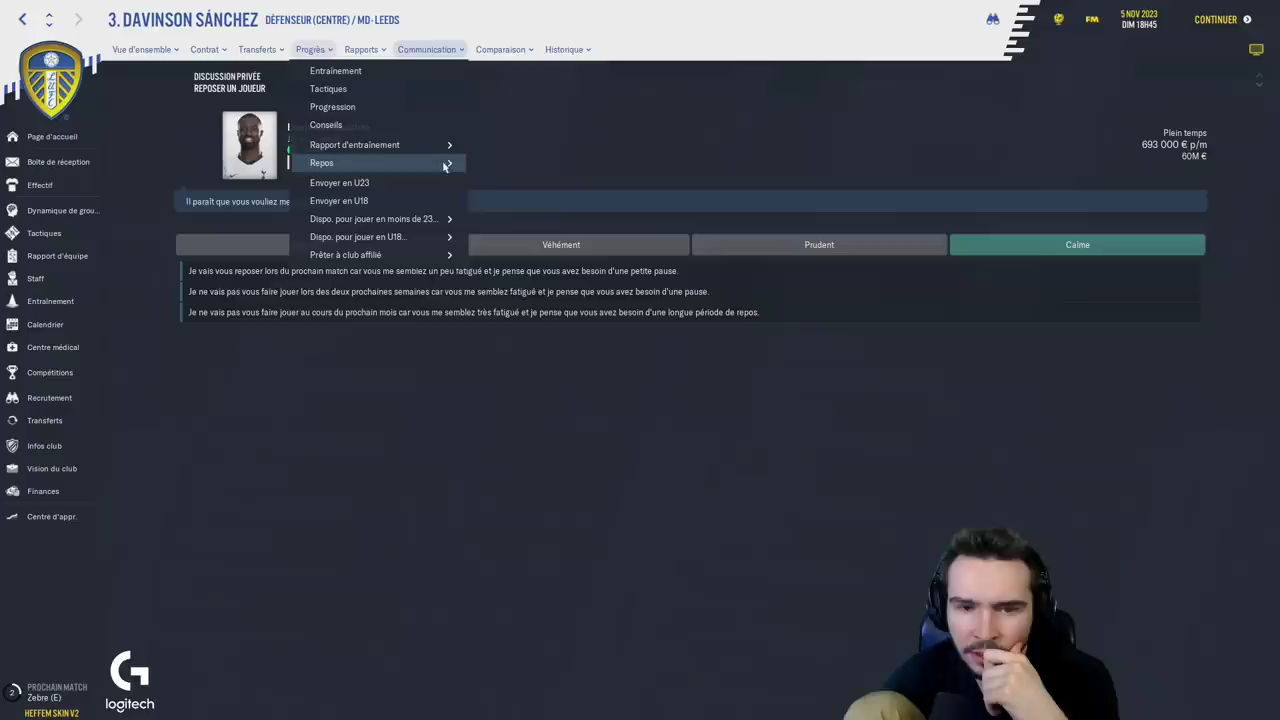 3. DAVINSON SÁNCHEZ DÉFENSEUR (CENTRE) / MD - LEEDS
FM
5 NOV 2023
DIM 18H45
CONTINUER
Vue d'ensemble
Contrat
Transferts
Progrès
Rapports
Communication
Comparaison
Historique
DISCUSSION PRIVÉE
REPOSER UN JOUEUR
Entraînement
Tactiques
Progression
Conseils
Rapport d'entraînement
Repos
Envoyer en U23
Envoyer en U18
Dispo. pour jouer en moins de 23...
Dispo. pour jouer en U18...
Prêter à club affilié
Plein temps
693 000 € p/m
60M €
Il paraît que vous vouliez me
Véhément
Prudent
Calme
Je vais vous reposer lors du prochain match car vous me semblez un peu fatigué et je pense que vous avez besoin d'une petite pause.
Je ne vais pas vous faire jouer lors des deux prochaines semaines car vous me semblez fatigué et je pense que vous avez besoin d'une pause.
Je ne vais pas vous faire jouer au cours du prochain mois car vous me semblez très fatigué et je pense que vous avez besoin d'une longue période de repos.
Page d'accueil
Boîte de réception
Effectif
Dynamique de grou...
Tactiques
Rapport d'équipe
Staff
Entraînement
Calendrier
Centre médical
Compétitions
Recrutement
Transferts
Infos club
Vision du club
Finances
Centre d'appr.
2
PROCHAIN MATCH
Zebre (E)
HEFFEM SKIN V2
logitech